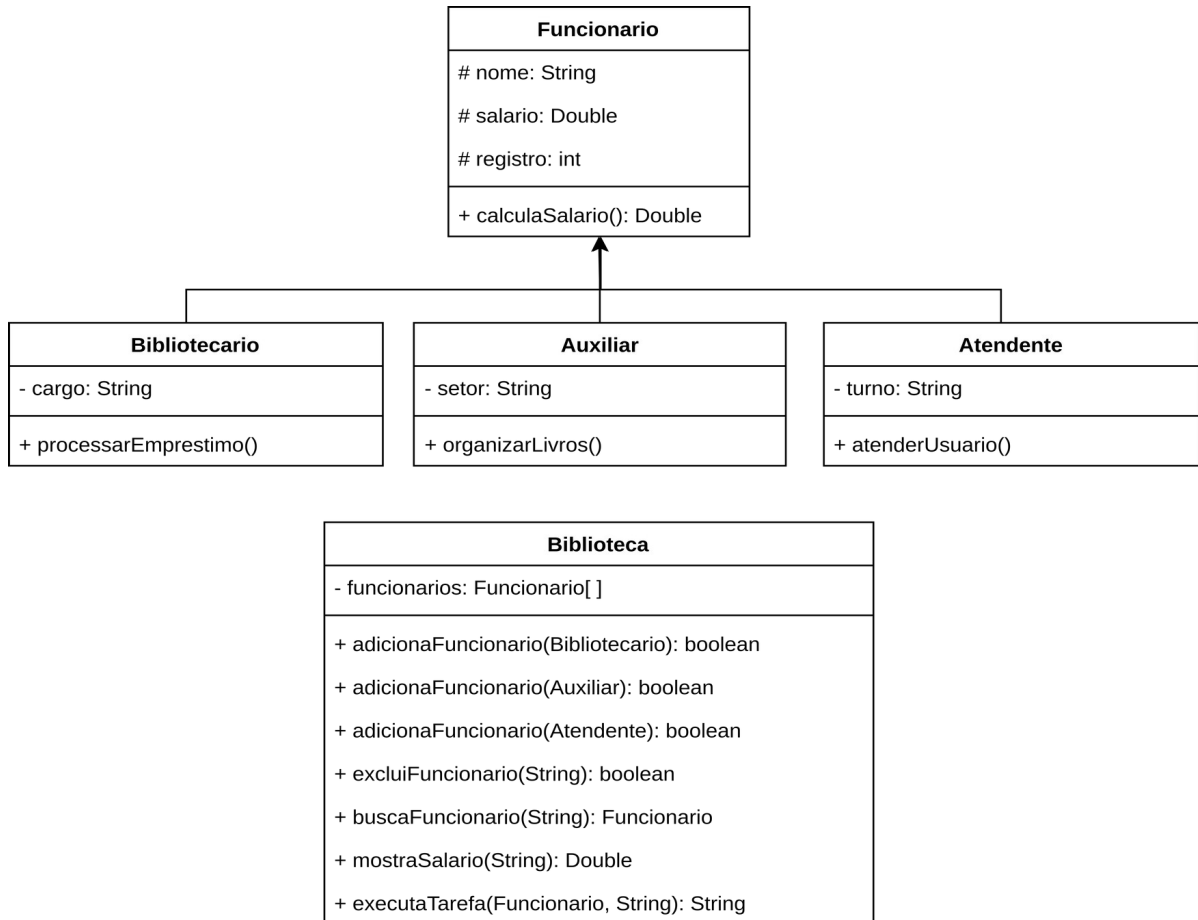 Funcionario
# nome: String
# salario: Double
# registro: int
+ calculaSalario(): Double
Bibliotecario
- cargo: String
+ processarEmprestimo()
Auxiliar
- setor: String
+ organizarLivros()
Atendente
- turno: String
+ atenderUsuario()
Biblioteca
- funcionarios: Funcionario[ ]
+ adicionaFuncionario(Bibliotecario): boolean
+ adicionaFuncionario(Auxiliar): boolean
+ adicionaFuncionario(Atendente): boolean
+ excluiFuncionario(String): boolean
+ buscaFuncionario(String): Funcionario
+ mostraSalario(String): Double
+ executaTarefa(Funcionario, String): String